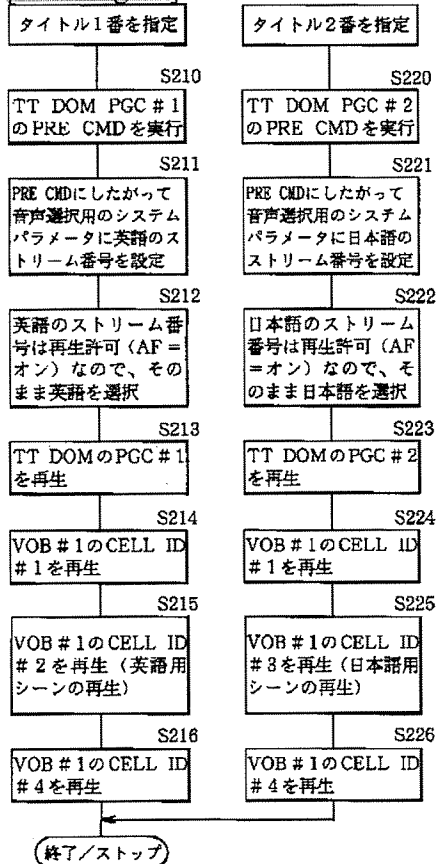 タイトル1番を指定
S210
TT DOM PGC#1
のPRE CMDを実行
S211
PRE CMDにしたがって
音声選択用のシステム
パラメータに英語のス
トリーム番号を設定
S212
英語のストリーム番
号は再生許可(AF=
オン)なので、その
まま英語を選択
S213
TT DOMのPGC#1
を再生
S214
VOB#1のCELL ID
#1を再生
S215
VOB#1のCELL ID
#2を再生(英語用
シーンの再生)
S216
VOB#1のCELL ID
#4を再生
タイトル2番を指定
S220
TT DOM PGC#2
のPRE CMDを実行
S221
PRE CMDにしたがって
音声選択用のシステム
パラメータに日本語の
ストリーム番号を設定
S222
日本語のストリーム
番号は再生許可(AF
=オン)なので、そ
のまま日本語を選択
S223
TT DOMのPGC#2
を再生
S224
VOB#1のCELL ID
#1を再生
S225
VOB#1のCELL ID
#3を再生(日本語用
シーンの再生)
S226
VOB#1のCELL ID
#4を再生
終了/ストップ